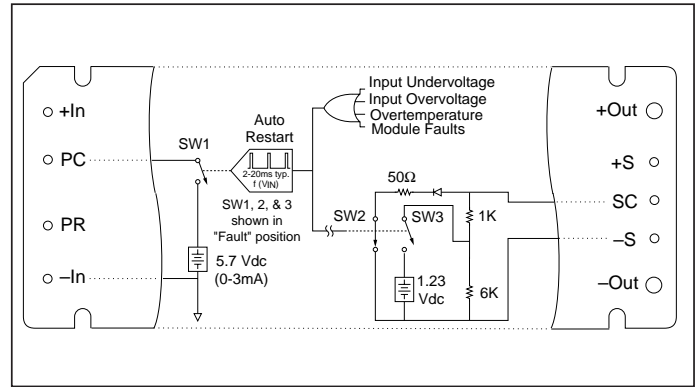 Input Undervoltage
Input Overvoltage
Overtemperature
Module Faults
+In
PC
PR
–In
SW1
Auto
Restart
2-20ms typ.
f (VIN)
SW1, 2, & 3
shown in
"Fault" position
5.7 Vdc
(0-3mA)
50Ω
SW2
SW3
1K
1.23
Vdc
6K
+Out
+S
SC
–S
–Out